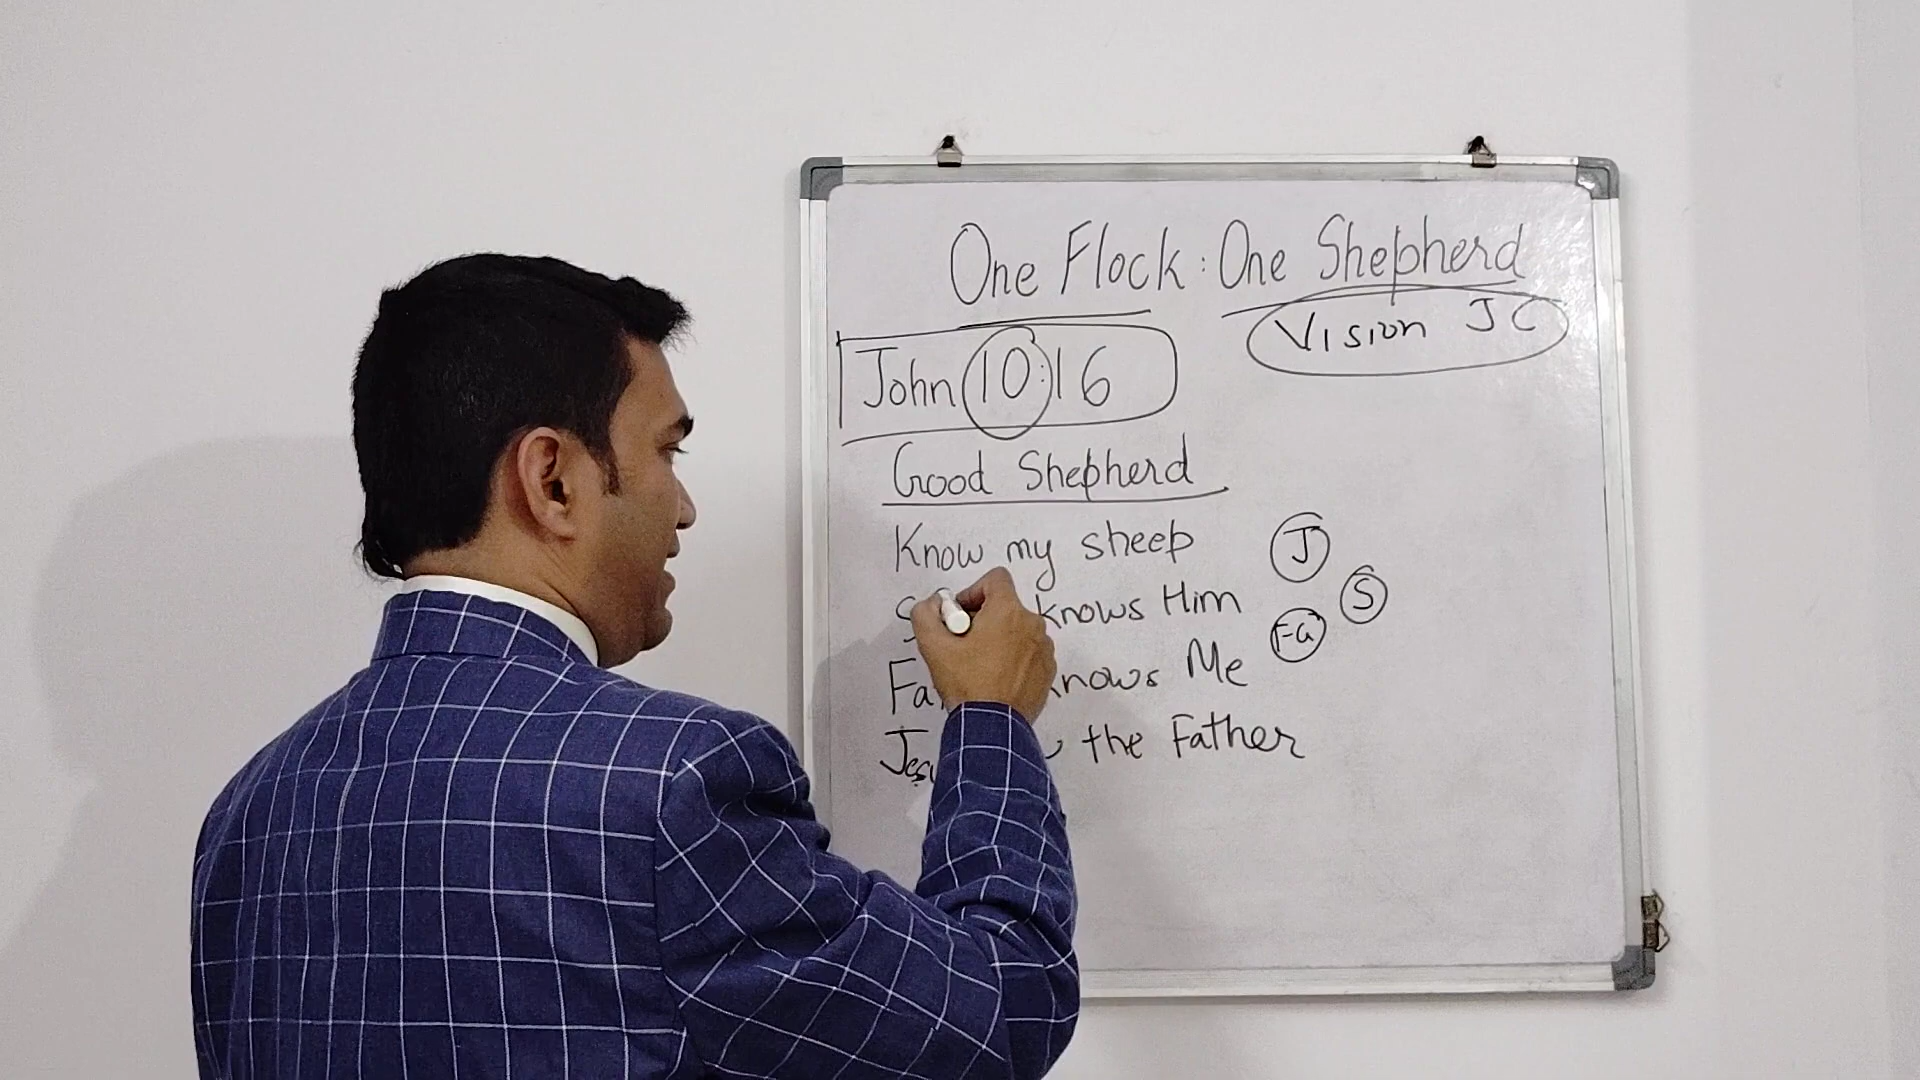 One Flock : One Shepherd
Vision JC
John 10:16
Good Shepherd
Know my sheep
J
knows Him
S
knows Me
F-G
the Father